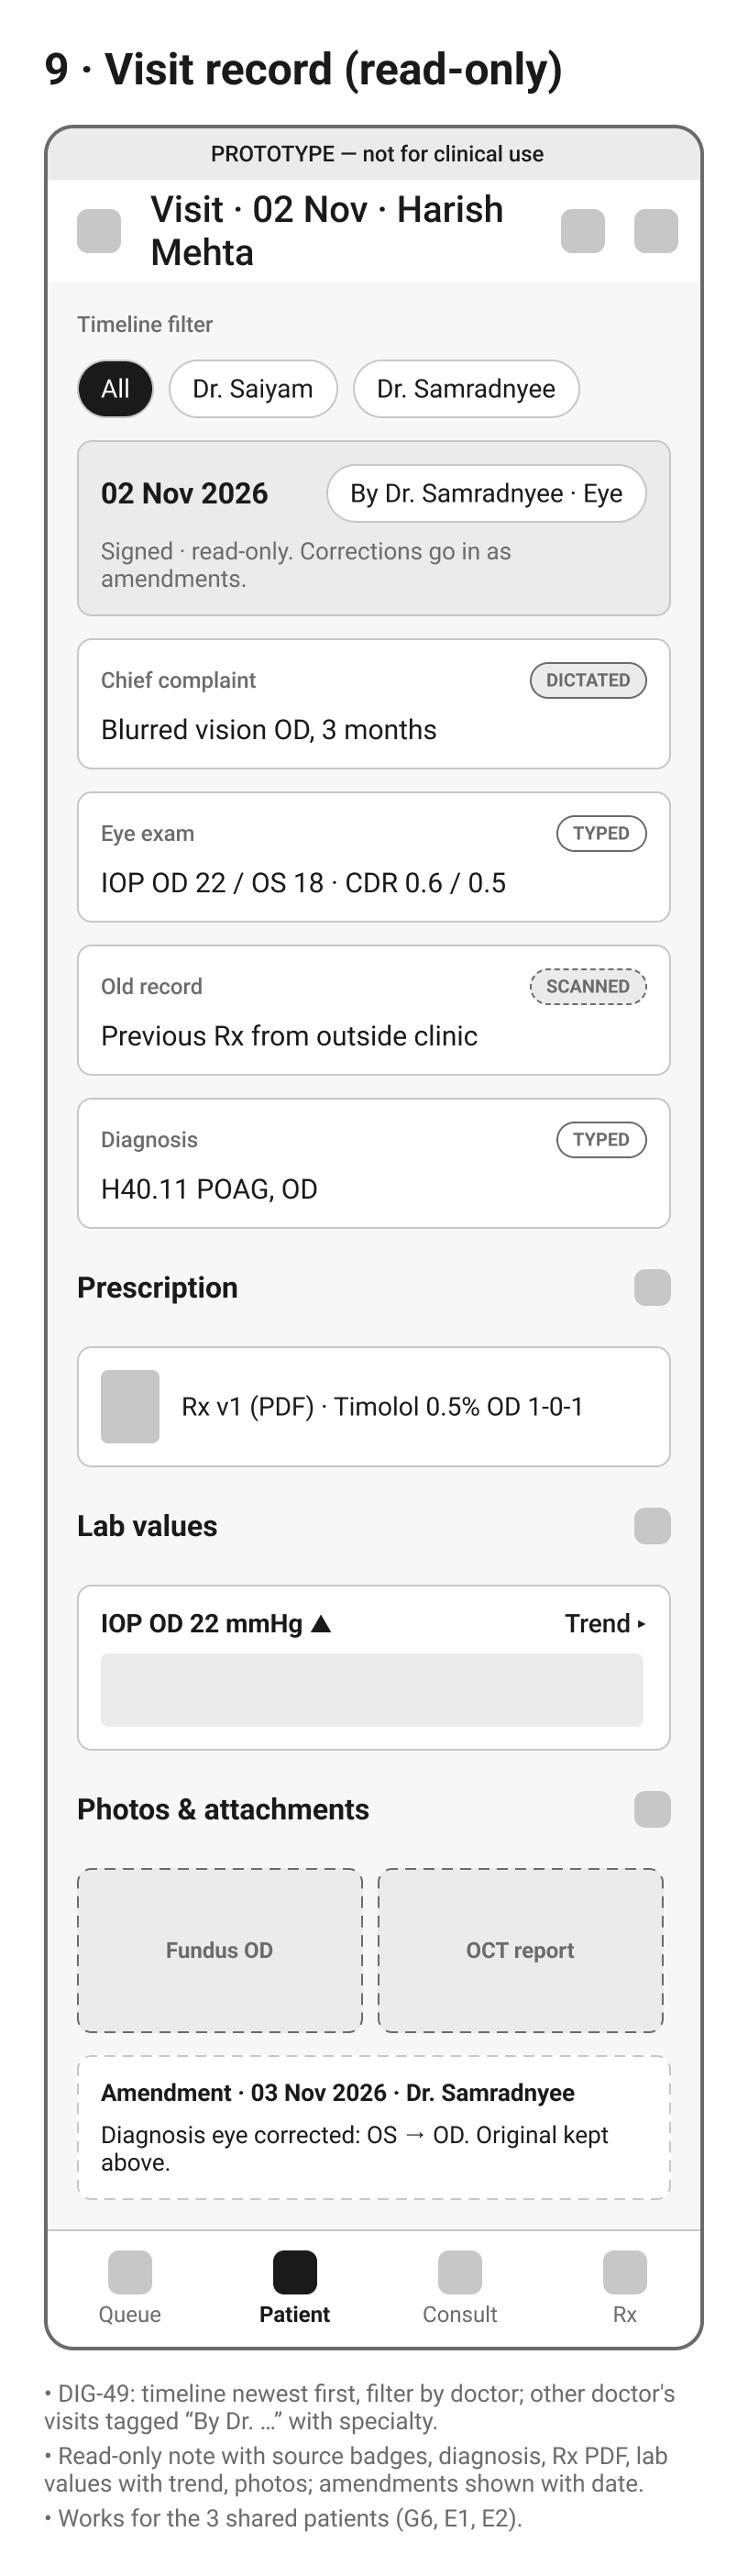 9 · Visit record (read-only)
PROTOTYPE — not for clinical use
Visit · 02 Nov · Harish
Mehta
Timeline filter
All
Dr. Saiyam
Dr. Samradnyee
02 Nov 2026
By Dr. Samradnyee · Eye
Signed · read-only. Corrections go in as
amendments.
Chief complaint
DICTATED
Blurred vision OD, 3 months
Eye exam
TYPED
IOP OD 22 / OS 18 · CDR 0.6 / 0.5
Old record
SCANNED
Previous Rx from outside clinic
Diagnosis
TYPED
H40.11 POAG, OD
Prescription
Rx v1 (PDF) · Timolol 0.5% OD 1-0-1
Lab values
IOP OD 22 mmHg ▲
Trend ▸
Photos & attachments
Fundus OD
OCT report
Amendment · 03 Nov 2026 · Dr. Samradnyee
Diagnosis eye corrected: OS → OD. Original kept
above.
Queue
Patient
Consult
Rx
• DIG-49: timeline newest first, filter by doctor; other doctor's
visits tagged “By Dr. …” with specialty.
• Read-only note with source badges, diagnosis, Rx PDF, lab
values with trend, photos; amendments shown with date.
• Works for the 3 shared patients (G6, E1, E2).